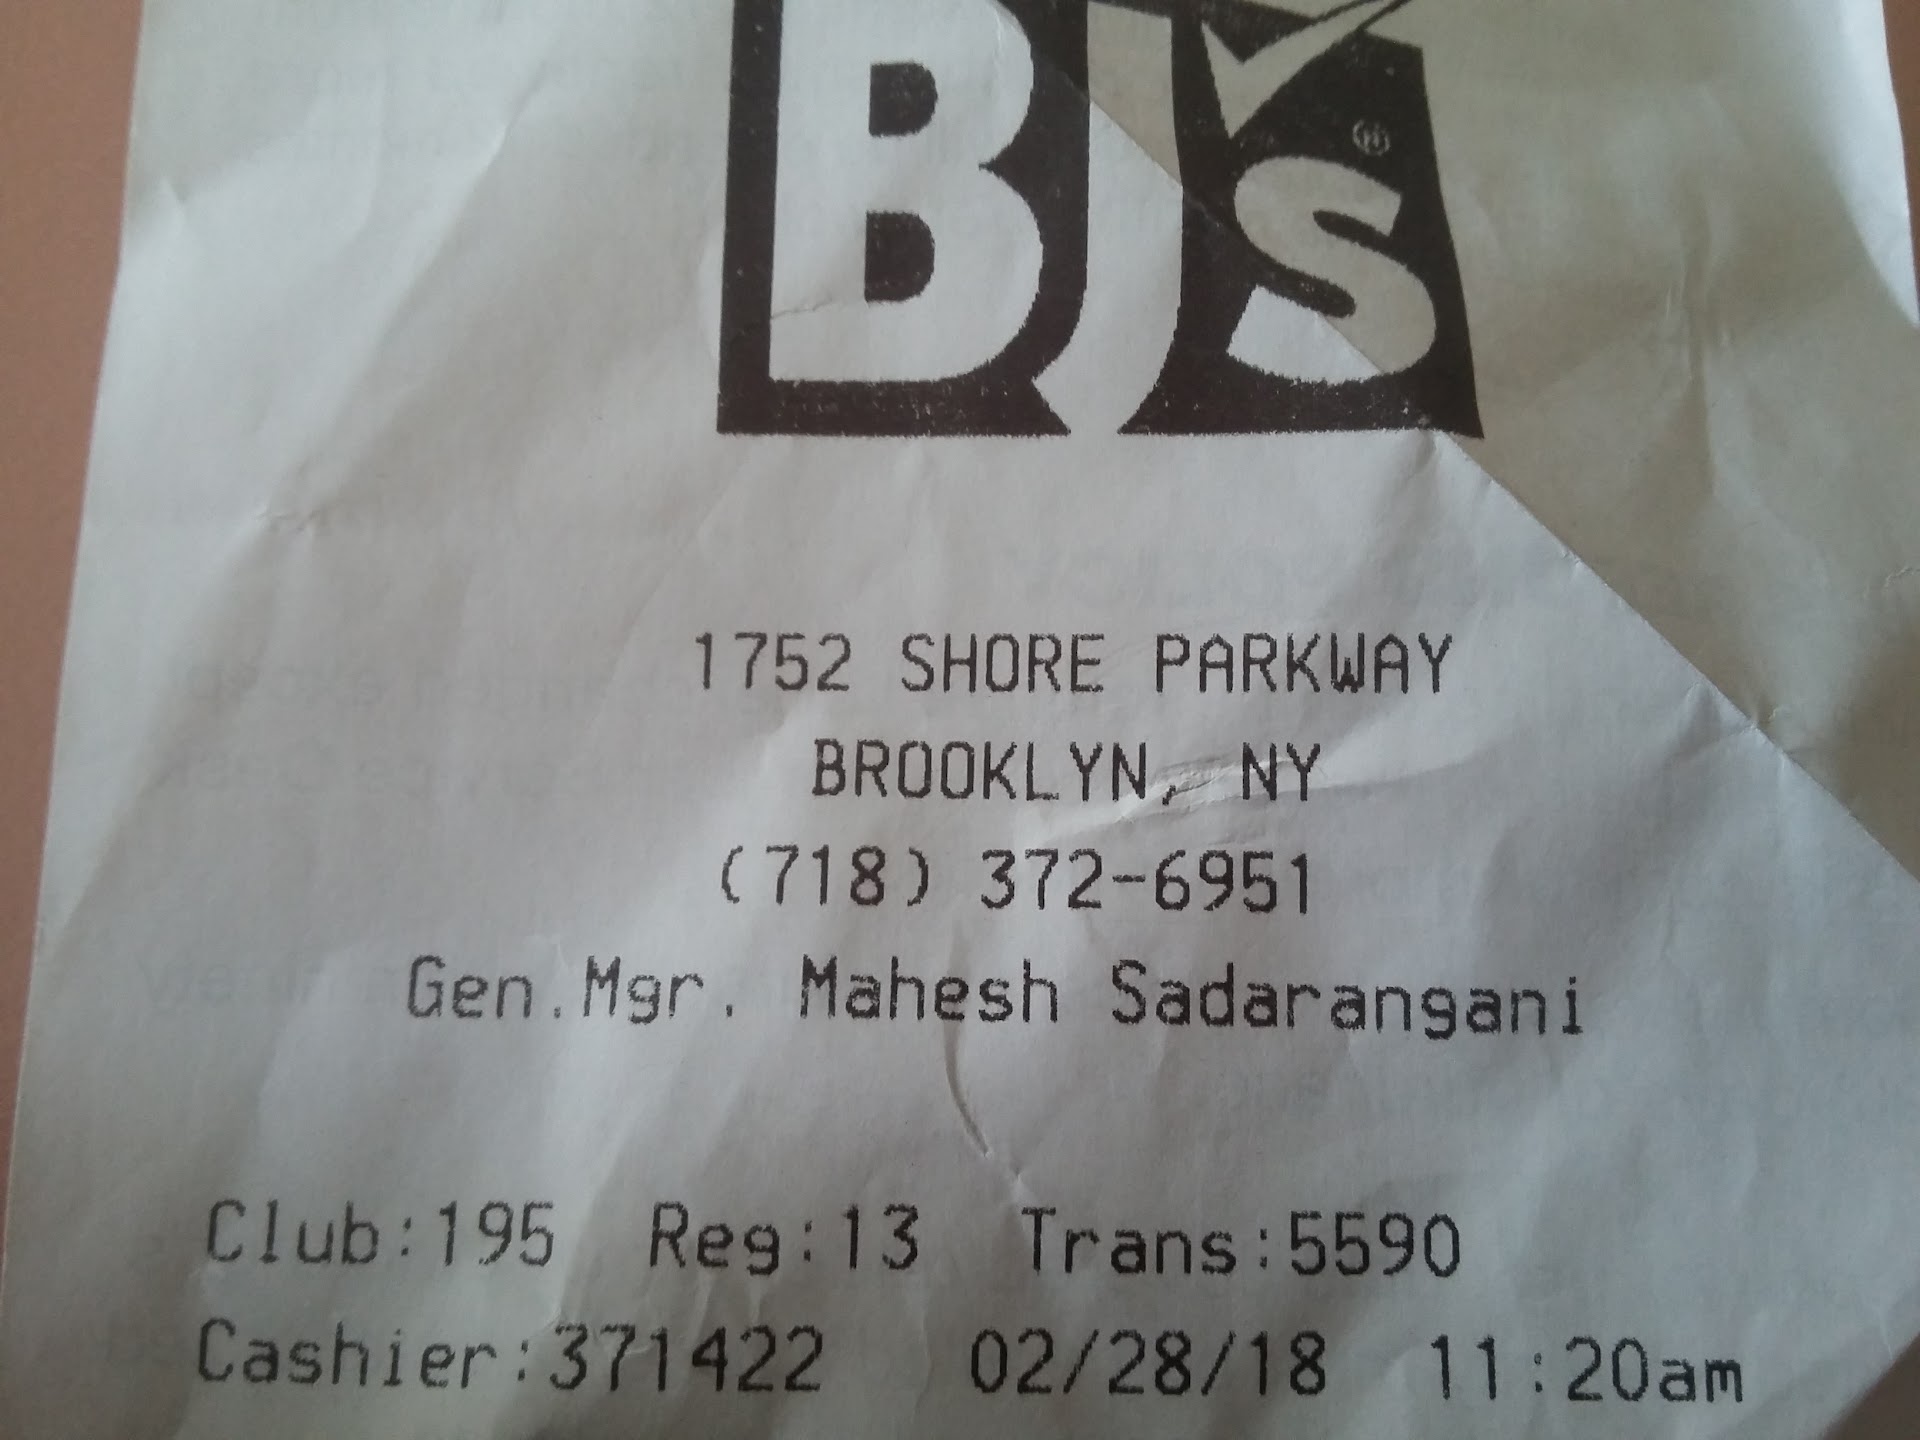 BJ's®
1752 SHORE PARKWAY
BROOKLYN, NY
(718) 372-6951
Gen.Mgr. Mahesh Sadarangani
Club:195 Reg:13 Trans:5590
Cashier:371422 02/28/18 11:20am